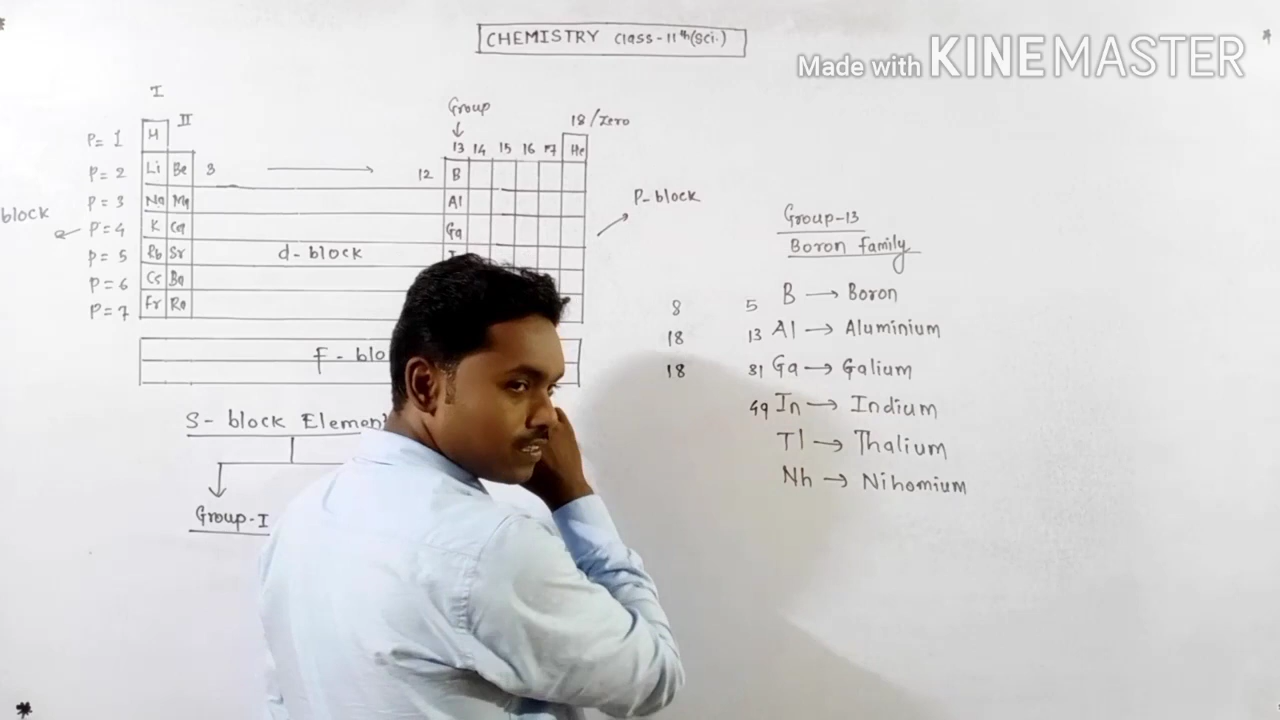 CHEMISTRY Class-11th(Sci.)
Made with KINEMASTER
I
II
Group
18/Zero
13 14 15 16 17 He
P=1 H
P=2 Li Be 3 12 B
P=3 Na Mg Al
P=4 K Ca Ga
P=5 Rb Sr d-block
P=6 Cs Ba
P=7 Fr Ra
block
P-block
F-blo
S-block Element
Group-I
Group-13
Boron family
8 5 B → Boron
18 13 Al → Aluminium
18 31 Ga → Galium
49 In → Indium
Tl → Thalium
Nh → Nihomium